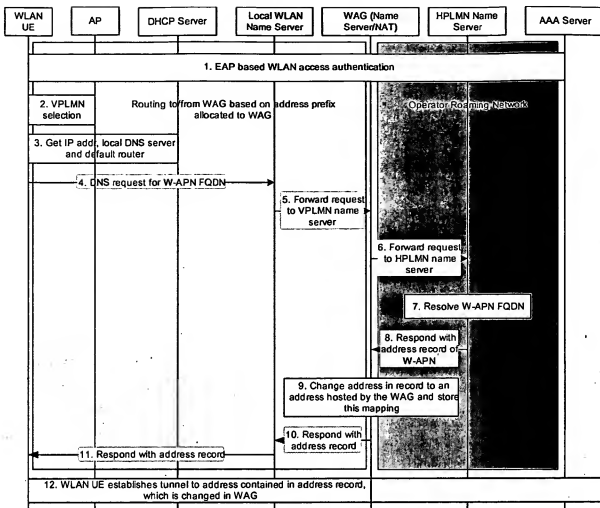 WLAN
UE
AP
DHCP Server
Local WLAN
Name Server
WAG (Name
Server/NAT)
HPLMN Name
Server
AAA Server
1. EAP based WLAN access authentication
2. VPLMN
selection
Routing to/from WAG based on address prefix
allocated to WAG
Operator Roaming Network
3. Get IP addr, local DNS server
and default router
4. DNS request for W-APN FQDN
5. Forward request
to VPLMN name
server
6. Forward request
to HPLMN name
server
7. Resolve W-APN FQDN
8. Respond with
address record of
W-APN
9. Change address in record to an
address hosted by the WAG and store
this mapping
10. Respond with
address record
11. Respond with address record
12. WLAN UE establishes tunnel to address contained in address record,
which is changed in WAG